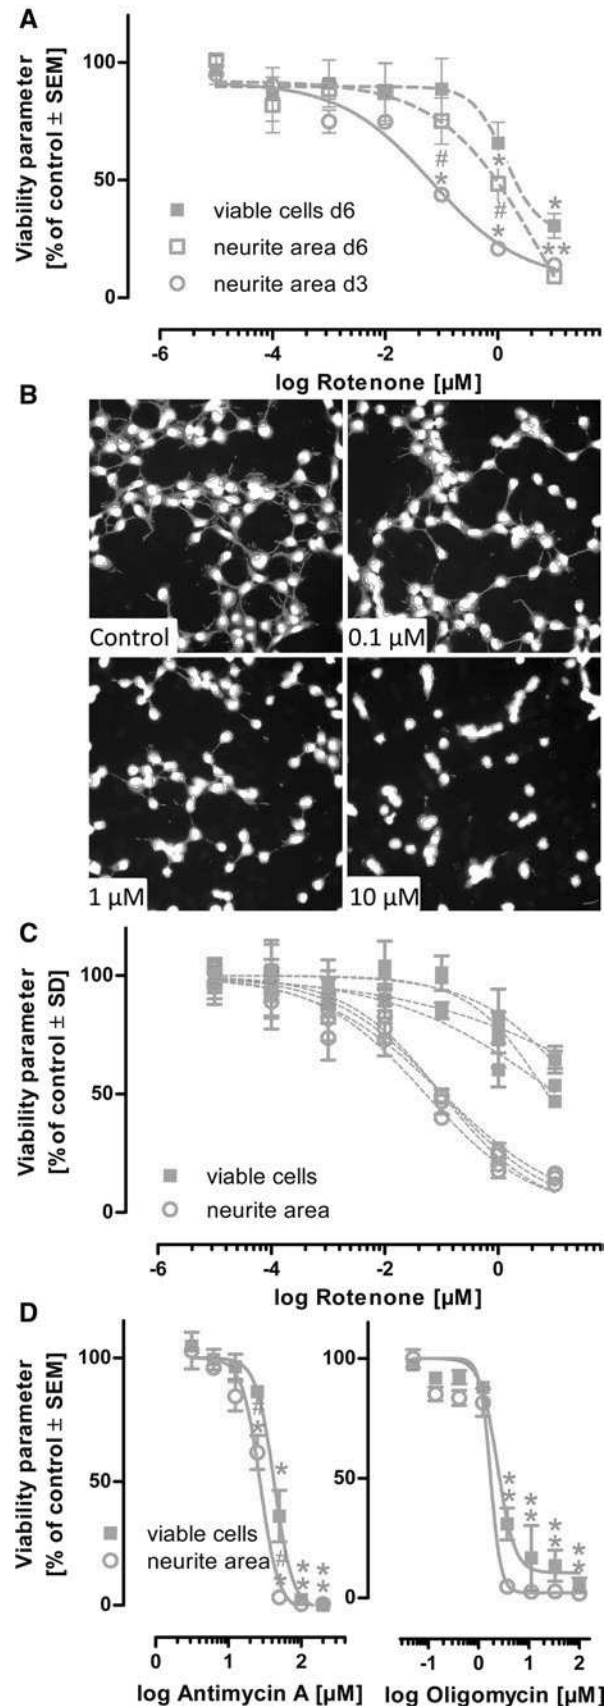 A
Viability parameter
[% of control ± SEM]
100
50
0
# * * # * * **
viable cells d6
neurite area d6
neurite area d3
-6 -4 -2 0
log Rotenone [µM]
B
Control
0.1 µM
1 µM
10 µM
C
Viability parameter
[% of control ± SD]
100
50
0
viable cells
neurite area
-6 -4 -2 0
log Rotenone [µM]
D
Viability parameter
[% of control ± SEM]
100
50
0
# * * # * ** **
viable cells
neurite area
0 1 2
log Antimycin A [µM]
100
50
0
** ** ** **
-1 0 1 2
log Oligomycin [µM]